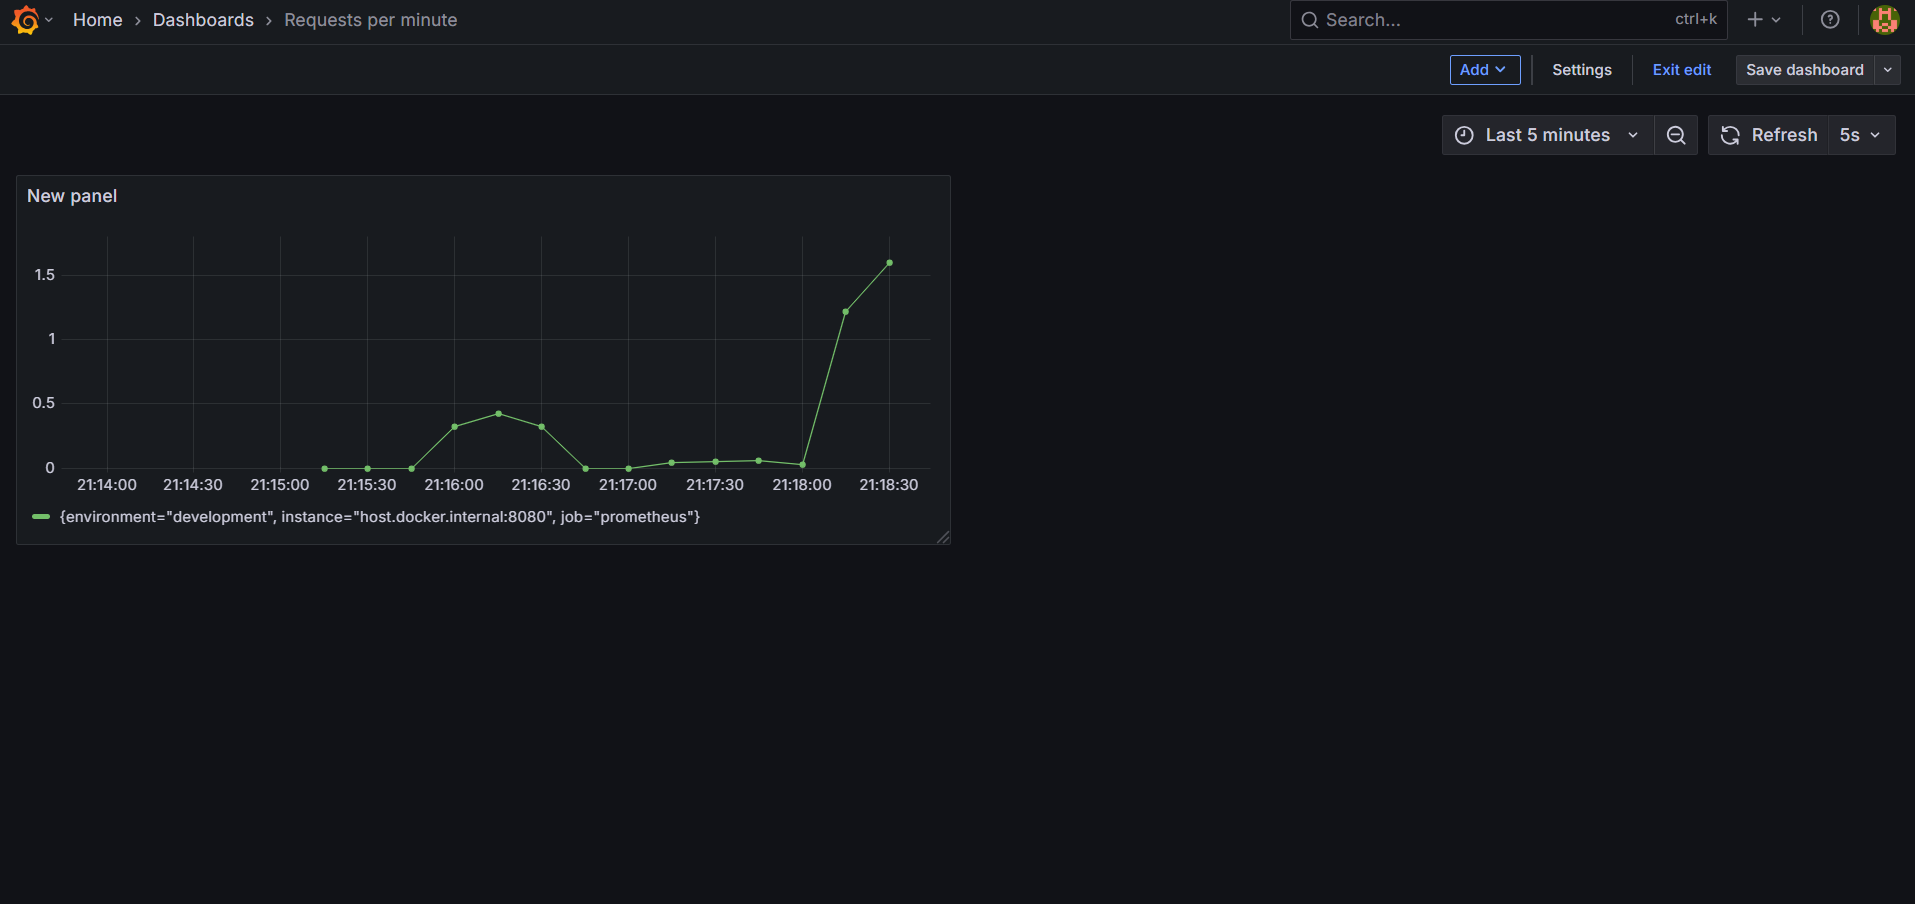 Home › Dashboards › Requests per minute Search... ctrl+k
Add Settings Exit edit Save dashboard
Last 5 minutes Refresh 5s
New panel
1.5
1
0.5
0
21:14:00 21:14:30 21:15:00 21:15:30 21:16:00 21:16:30 21:17:00 21:17:30 21:18:00 21:18:30
{environment="development", instance="host.docker.internal:8080", job="prometheus"}